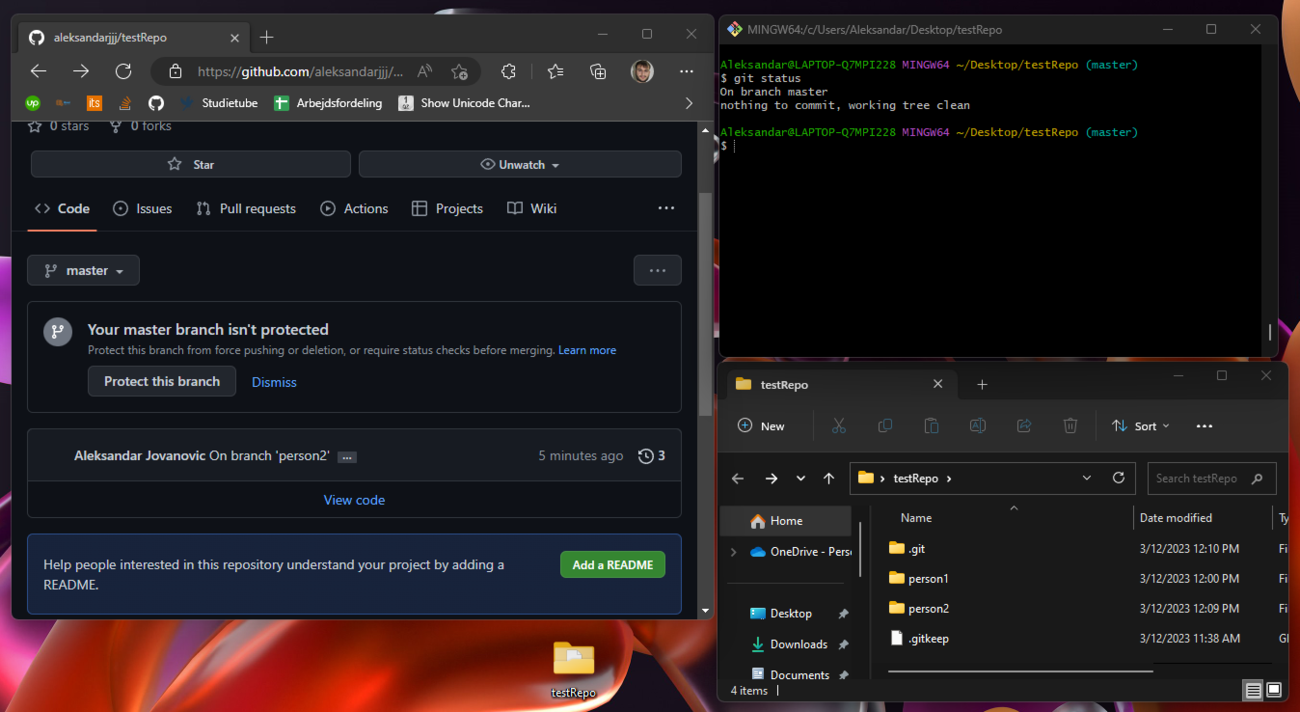 aleksandarjjj/testRepo
https://github.com/aleksandarjjj/...
up
its
Studietube
Arbejdsfordeling
Show Unicode Char...
0 stars
0 forks
Star
Unwatch
Code
Issues
Pull requests
Actions
Projects
Wiki
master
Your master branch isn't protected
Protect this branch from force pushing or deletion, or require status checks before merging. Learn more
Protect this branch
Dismiss
Aleksandar Jovanovic On branch 'person2' ...
5 minutes ago
3
View code
Help people interested in this repository understand your project by adding a
README.
Add a README
testRepo
MINGW64:/c/Users/Aleksandar/Desktop/testRepo
Aleksandar@LAPTOP-Q7MPI228 MINGW64 ~/Desktop/testRepo (master)
$ git status
On branch master
nothing to commit, working tree clean
Aleksandar@LAPTOP-Q7MPI228 MINGW64 ~/Desktop/testRepo (master)
$
testRepo
New
Sort
testRepo
Search testRepo
Home
OneDrive - Perso
Desktop
Downloads
Documents
Name
Date modified
Ty
.git
3/12/2023 12:10 PM
Fi
person1
3/12/2023 12:00 PM
Fi
person2
3/12/2023 12:09 PM
Fi
.gitkeep
3/12/2023 11:38 AM
GI
4 items